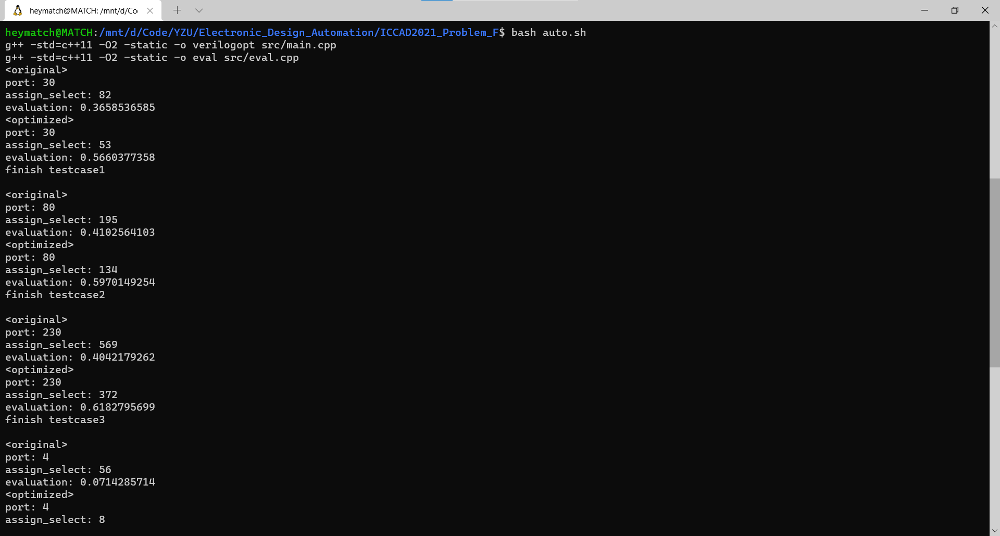 heymatch@MATCH: /mnt/d/Co
heymatch@MATCH:/mnt/d/Code/YZU/Electronic_Design_Automation/ICCAD2021_Problem_F$ bash auto.sh
g++ -std=c++11 -O2 -static -o verilogopt src/main.cpp
g++ -std=c++11 -O2 -static -o eval src/eval.cpp
<original>
port: 30
assign_select: 82
evaluation: 0.3658536585
<optimized>
port: 30
assign_select: 53
evaluation: 0.5660377358
finish testcase1
<original>
port: 80
assign_select: 195
evaluation: 0.4102564103
<optimized>
port: 80
assign_select: 134
evaluation: 0.5970149254
finish testcase2
<original>
port: 230
assign_select: 569
evaluation: 0.4042179262
<optimized>
port: 230
assign_select: 372
evaluation: 0.6182795699
finish testcase3
<original>
port: 4
assign_select: 56
evaluation: 0.0714285714
<optimized>
port: 4
assign_select: 8